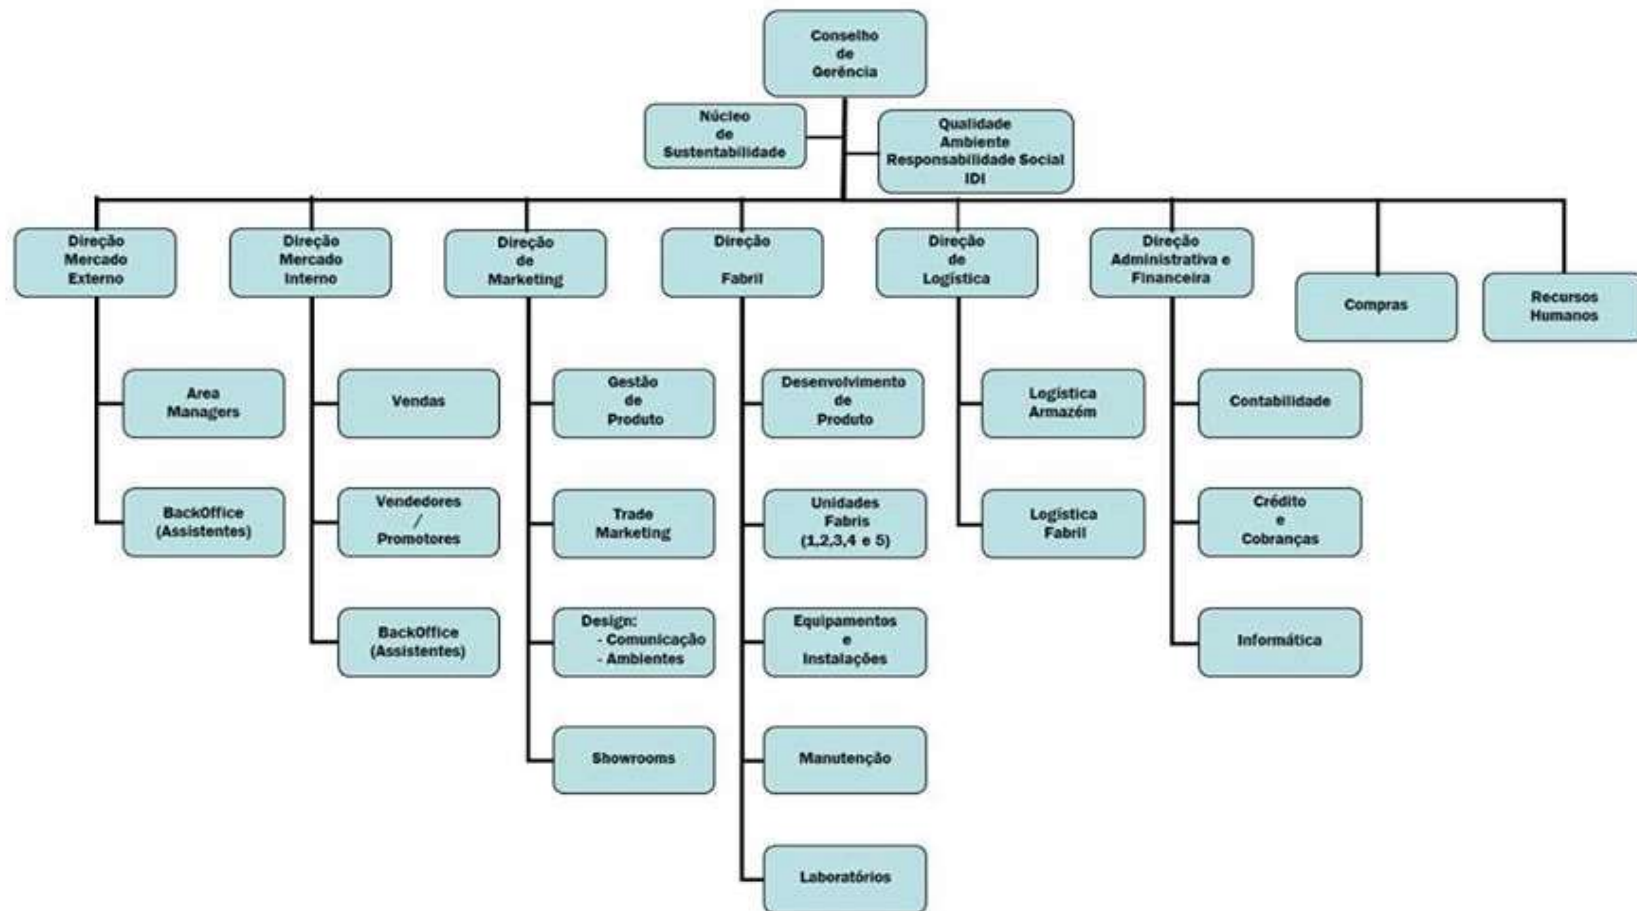 Conselho
de
Gerência
Núcleo
de
Sustentabilidade
Qualidade
Ambiente
Responsabilidade Social
IDI
Direção
Mercado
Externo
Direção
Mercado
Interno
Direção
de
Marketing
Direção
Fabril
Direção
de
Logística
Direção
Administrativa e
Financeira
Compras
Recursos
Humanos
Area
Managers
Vendas
Gestão
de
Produto
Desenvolvimento
de
Produto
Logística
Armazém
Contabilidade
BackOffice
(Assistentes)
Vendedores
/
Promotores
Trade
Marketing
Unidades
Fabris
(1,2,3,4 e 5)
Logística
Fabril
Crédito
e
Cobranças
BackOffice
(Assistentes)
Design:
- Comunicação
- Ambientes
Equipamentos
e
Instalações
Informática
Showrooms
Manutenção
Laboratórios